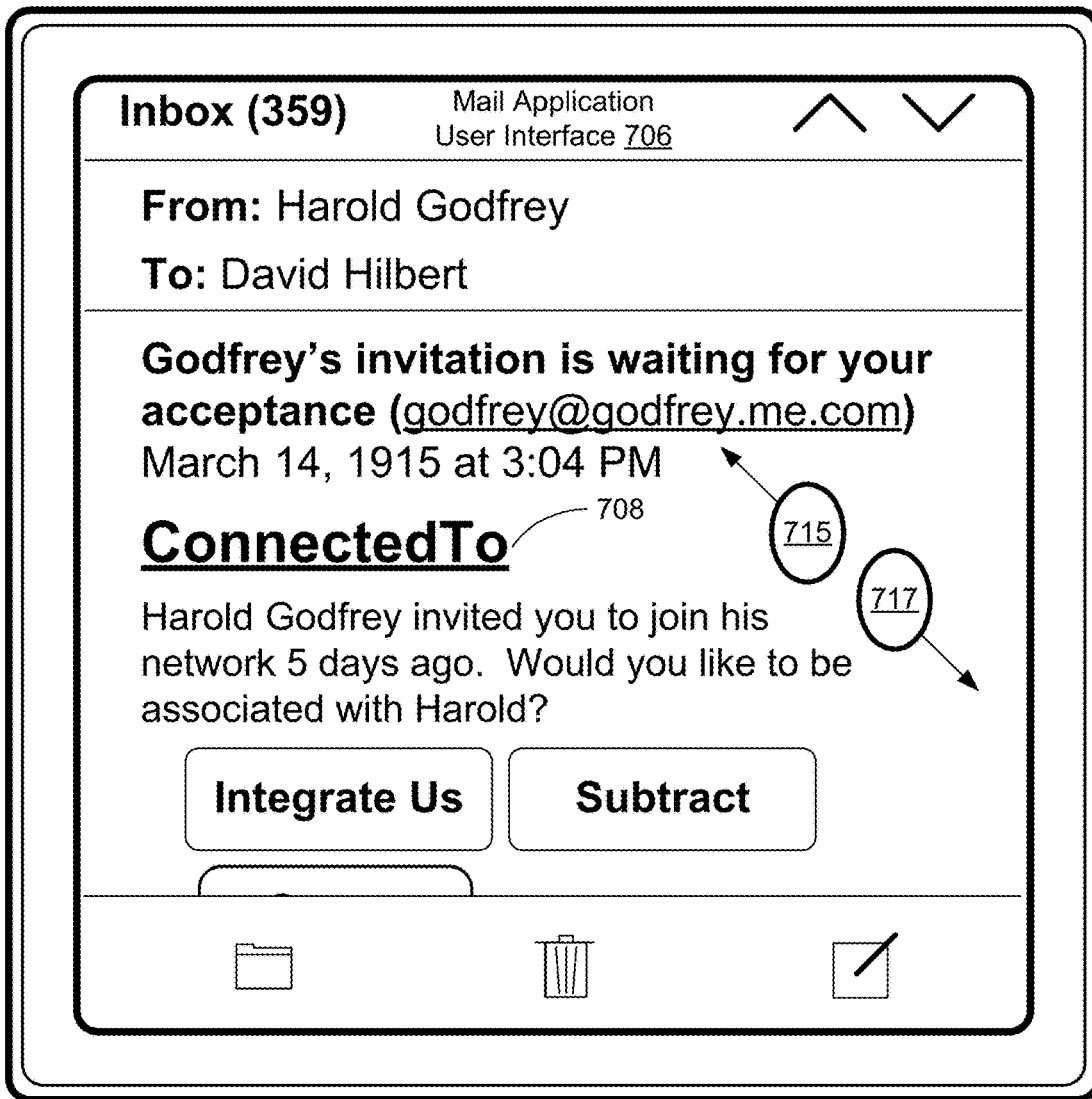 Inbox (359)
Mail Application
User Interface 706
From: Harold Godfrey
To: David Hilbert
Godfrey’s invitation is waiting for your
acceptance (godfrey@godfrey.me.com)
March 14, 1915 at 3:04 PM
708
ConnectedTo
715
717
Harold Godfrey invited you to join his
network 5 days ago.  Would you like to be
associated with Harold?
Integrate Us
Subtract